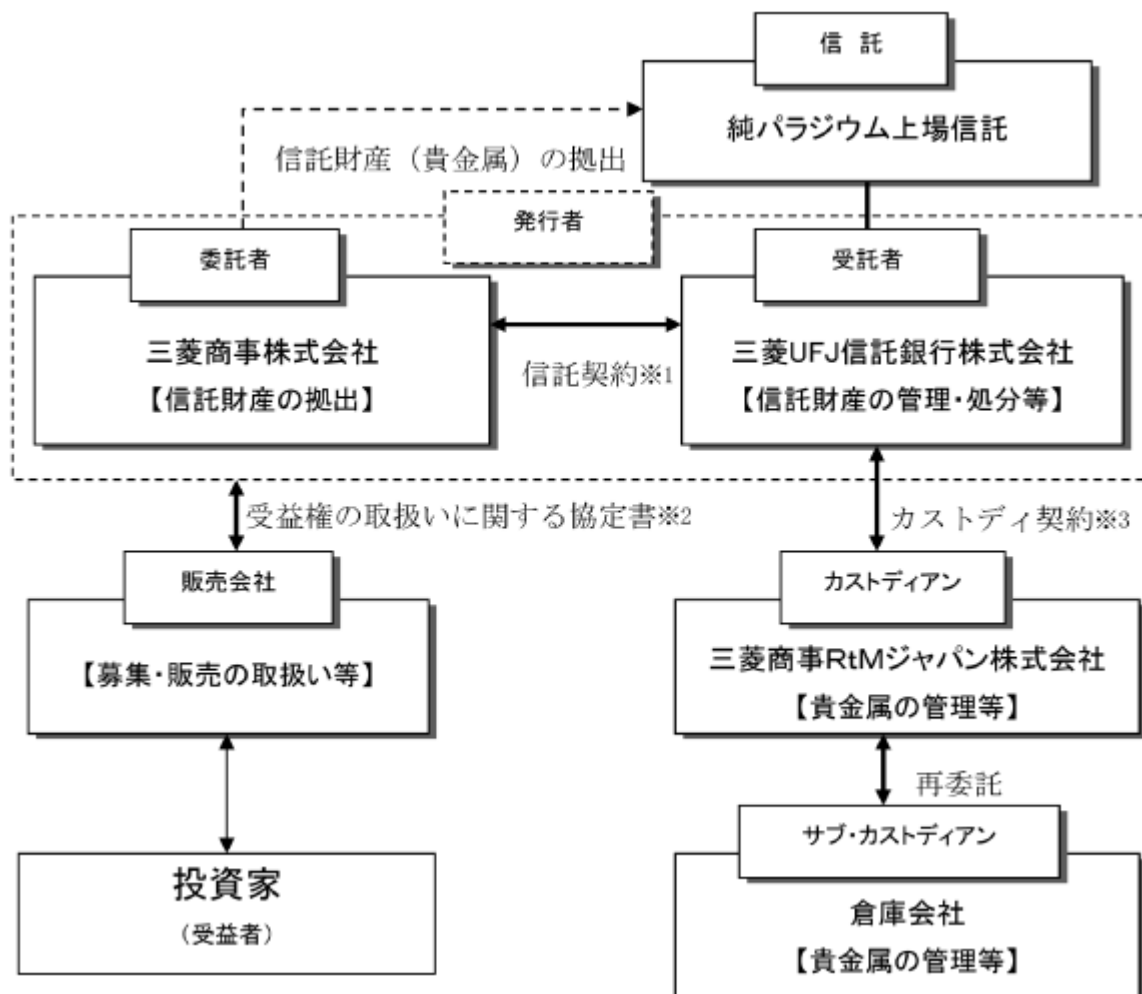 信 託
純パラジウム上場信託
信託財産（貴金属）の拠出
発行者
委託者
三菱商事株式会社
【信託財産の拠出】
信託契約※1
受託者
三菱UFJ信託銀行株式会社
【信託財産の管理・処分等】
受益権の取扱いに関する協定書※2
カストディ契約※3
販売会社
【募集・販売の取扱い等】
カストディアン
三菱商事RtMジャパン株式会社
【貴金属の管理等】
再委託
投資家
（受益者）
サブ・カストディアン
倉庫会社
【貴金属の管理等】